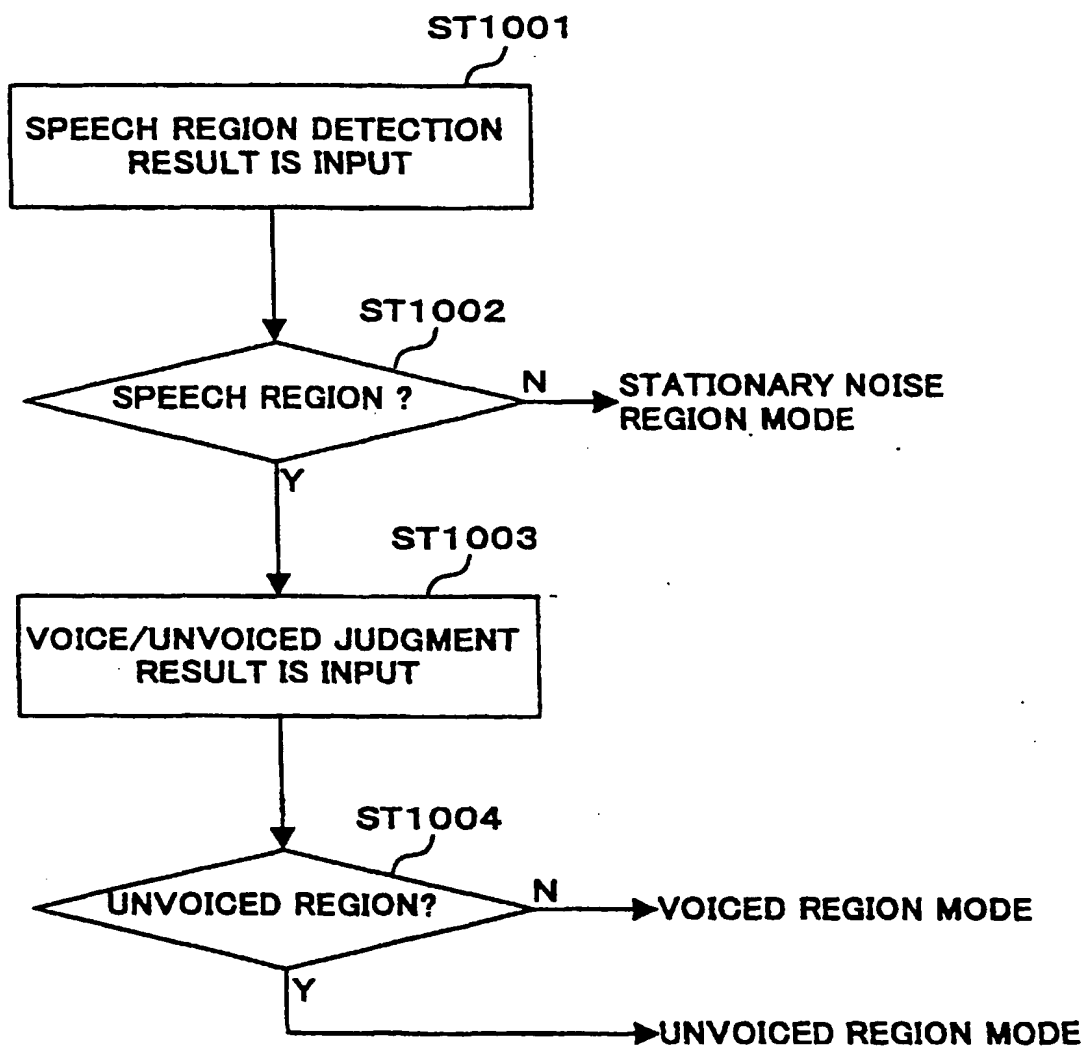 ST1001
SPEECH REGION DETECTION
RESULT IS INPUT
ST1002
SPEECH REGION ?
N
STATIONARY NOISE
REGION MODE
Y
ST1003
VOICE/UNVOICED JUDGMENT
RESULT IS INPUT
ST1004
UNVOICED REGION?
N
VOICED REGION MODE
Y
UNVOICED REGION MODE